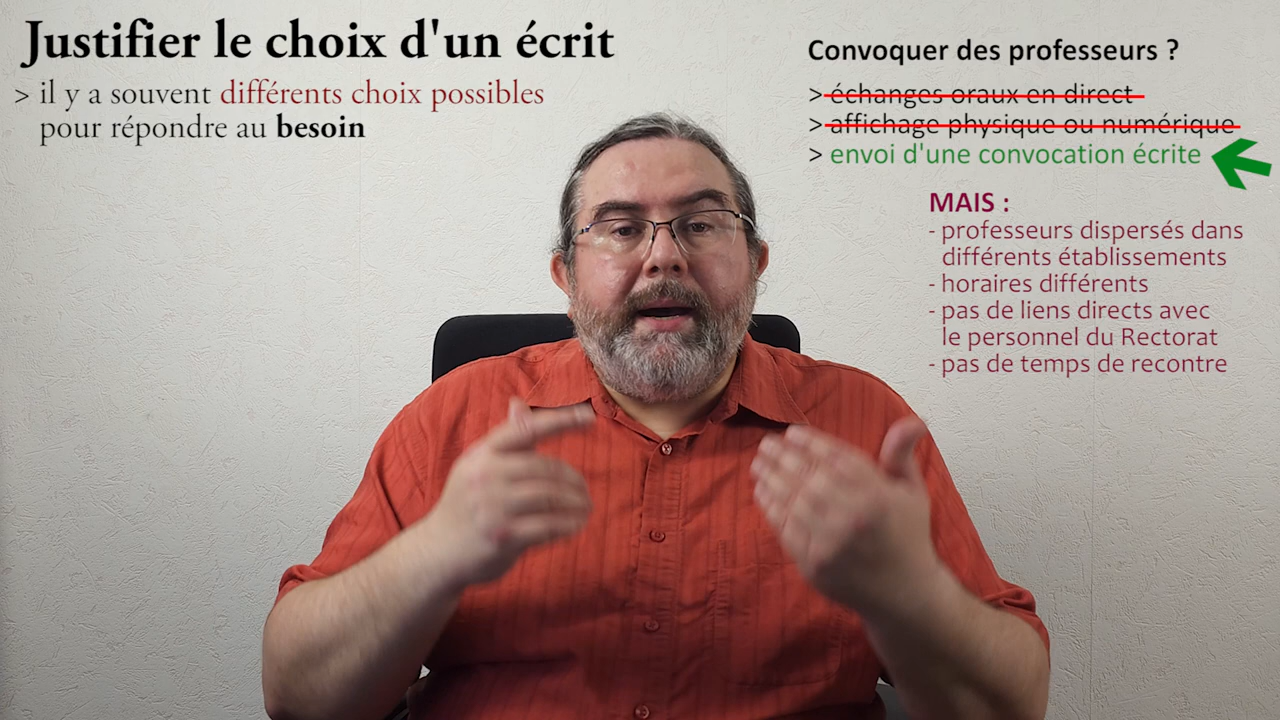 Justifier le choix d'un écrit
> il y a souvent différents choix possibles
pour répondre au besoin
Convoquer des professeurs ?
> échanges oraux en direct
> affichage physique ou numérique
> envoi d'une convocation écrite
MAIS :
- professeurs dispersés dans
différents établissements
- horaires différents
- pas de liens directs avec
le personnel du Rectorat
- pas de temps de recontre